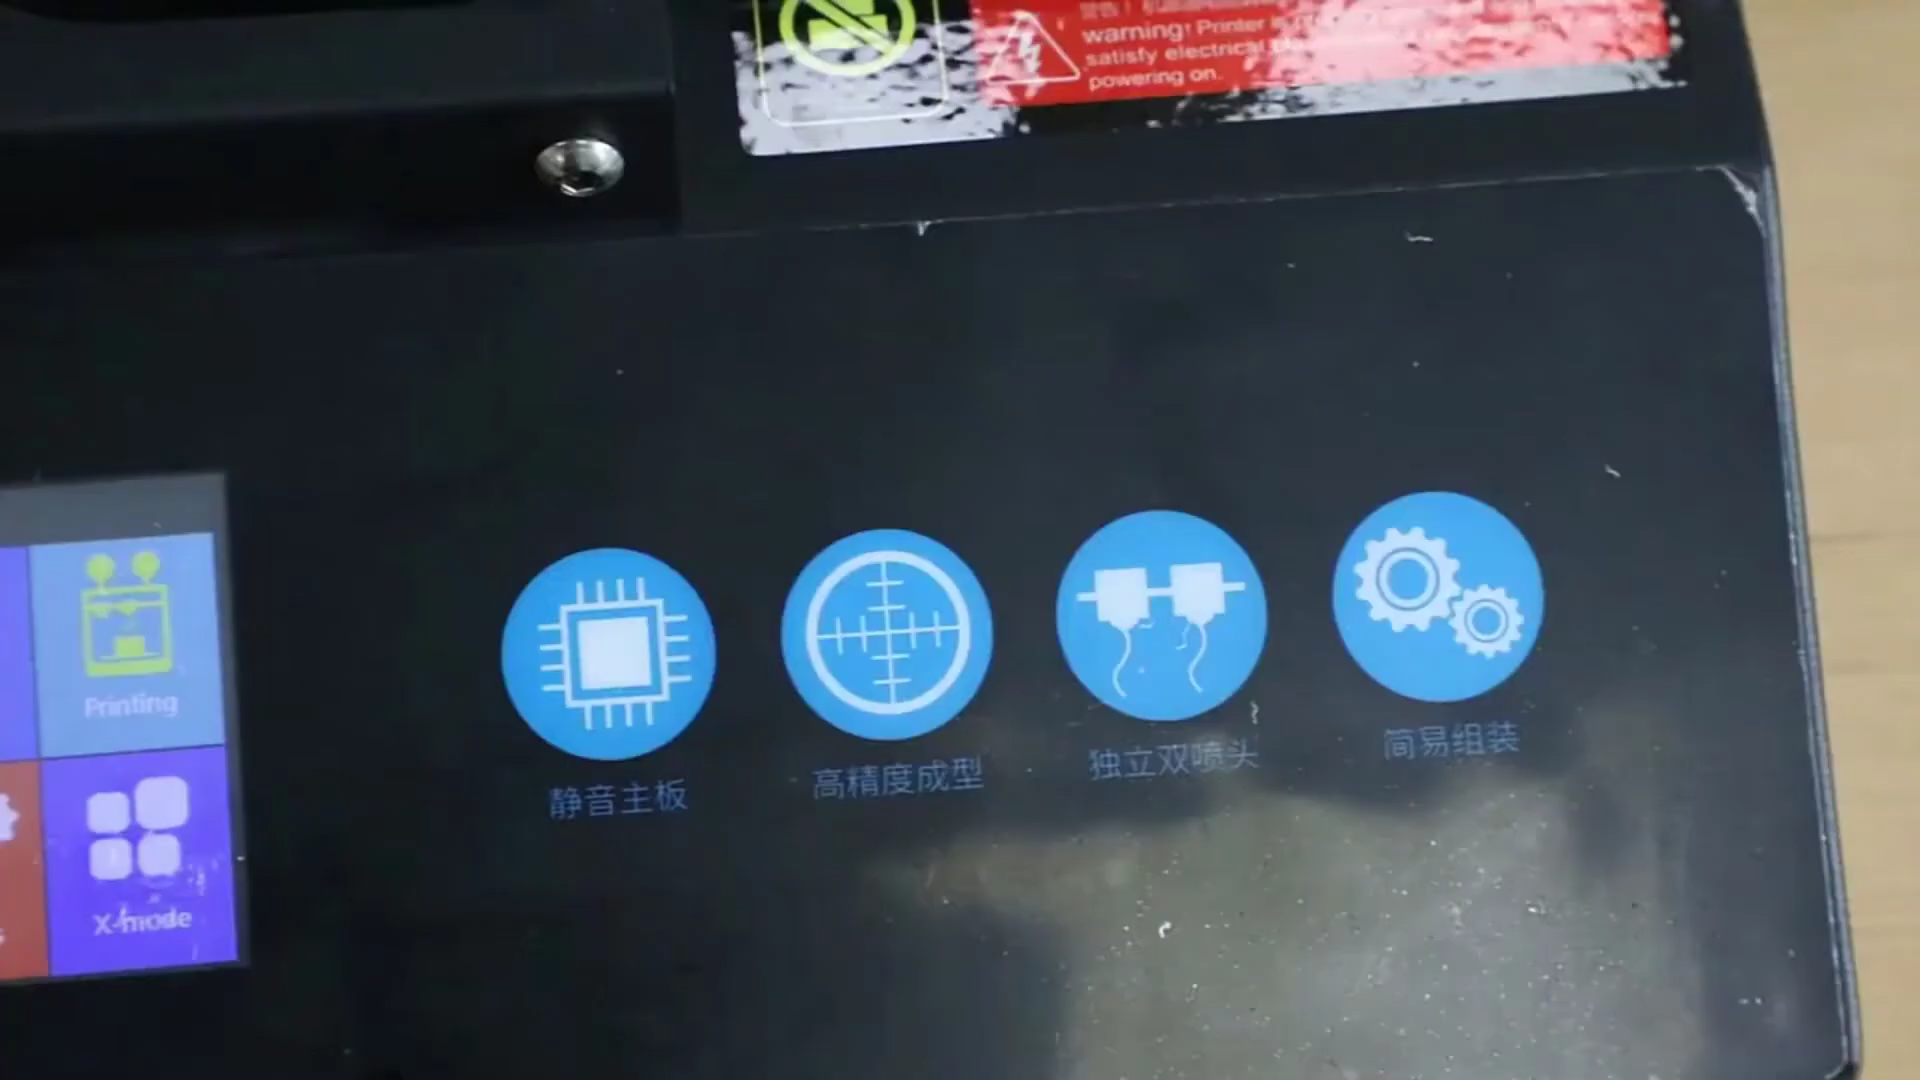 warning! Printer
satisfy electrical
powering on.
Printing
X-mode
静音主板
高精度成型
独立双喷头
简易组装